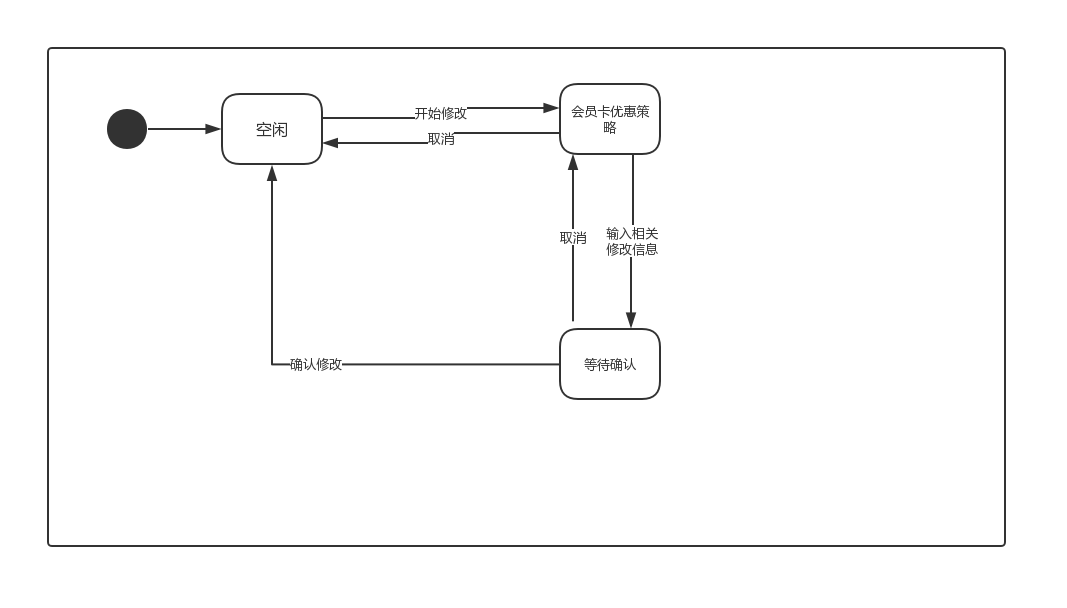 空闲
开始修改
取消
会员卡优惠策
略
取消
输入相关
修改信息
确认修改
等待确认